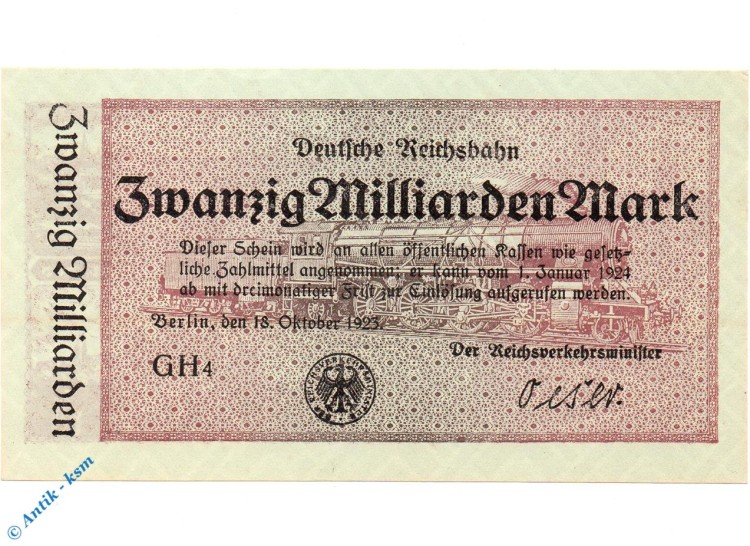 Zwanzig Milliarden
Deutsche Reichsbahn
Zwanzig Milliarden Mark
Dieser Schein wird an allen öffentlichen Kassen wie gesetz-
liche Zahlmittel angenommen; er kann vom 1. Januar 1924
ab mit dreimonatiger Frist zur Einlösung aufgerufen werden.
Berlin, den 18. Oktober 1923.
Der Reichsverkehrsminister
GH4
Oeser.
© Antik - ksm